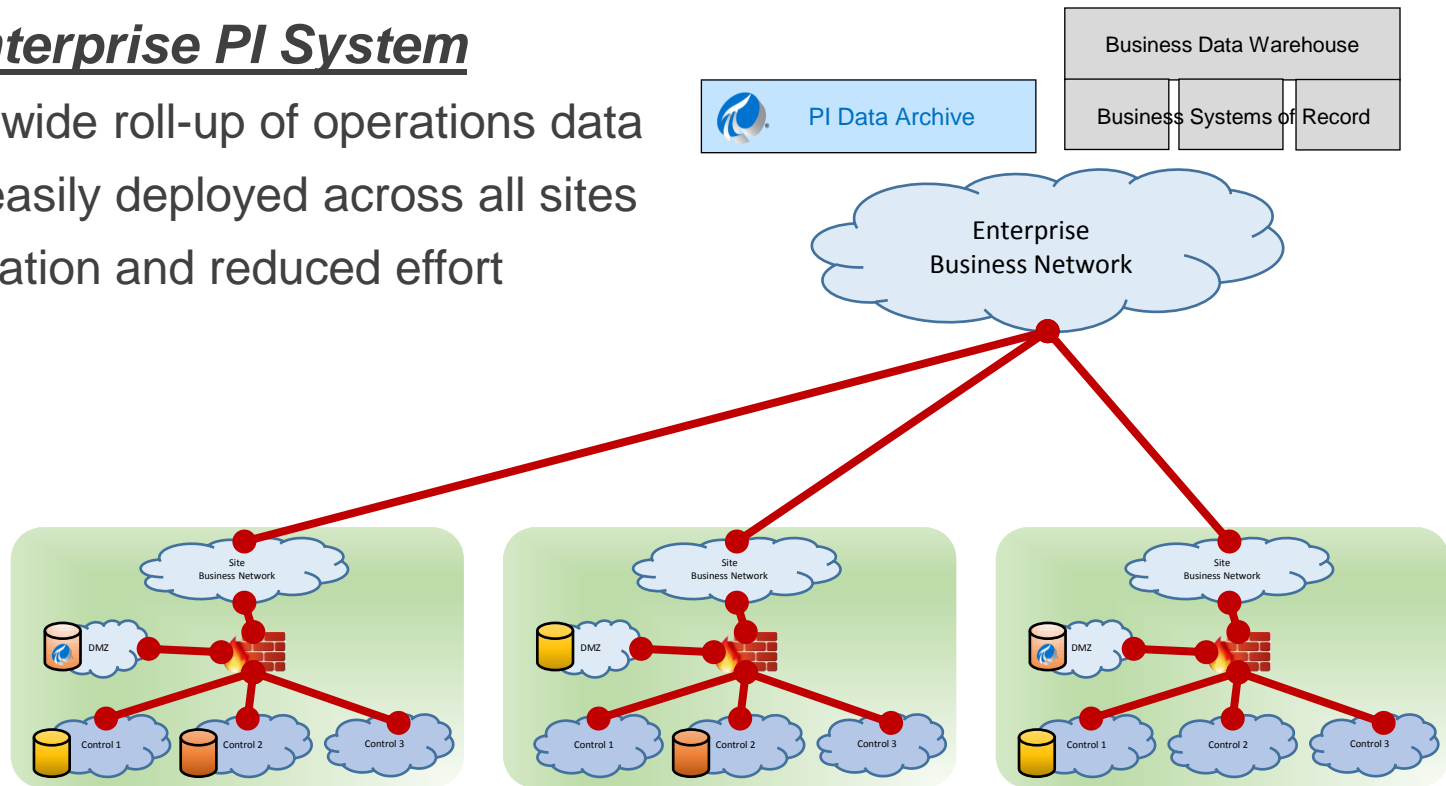 nterprise PI System
wide roll-up of operations data
easily deployed across all sites
ation and reduced effort
Business Data Warehouse
PI Data Archive
Business Systems of Record
Enterprise
Business Network
Site
Business Network
DMZ
Control 1
Control 2
Control 3
Site
Business Network
DMZ
Control 1
Control 2
Control 3
Site
Business Network
DMZ
Control 1
Control 2
Control 3